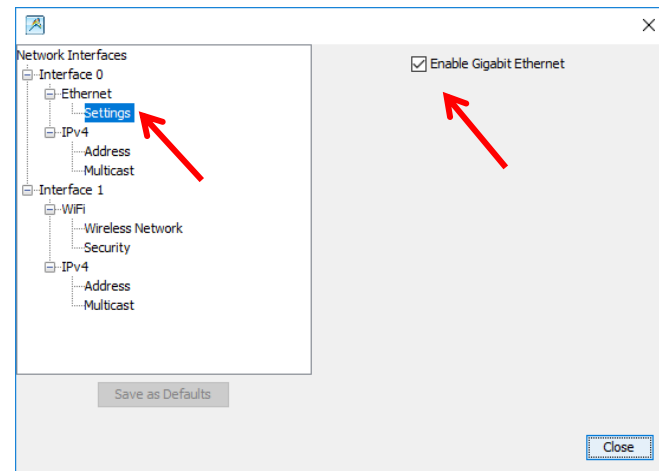 Network Interfaces
Interface 0
Ethernet
Settings
IPv4
Address
Multicast
Interface 1
WiFi
Wireless Network
Security
IPv4
Address
Multicast
Enable Gigabit Ethernet
Save as Defaults
Close